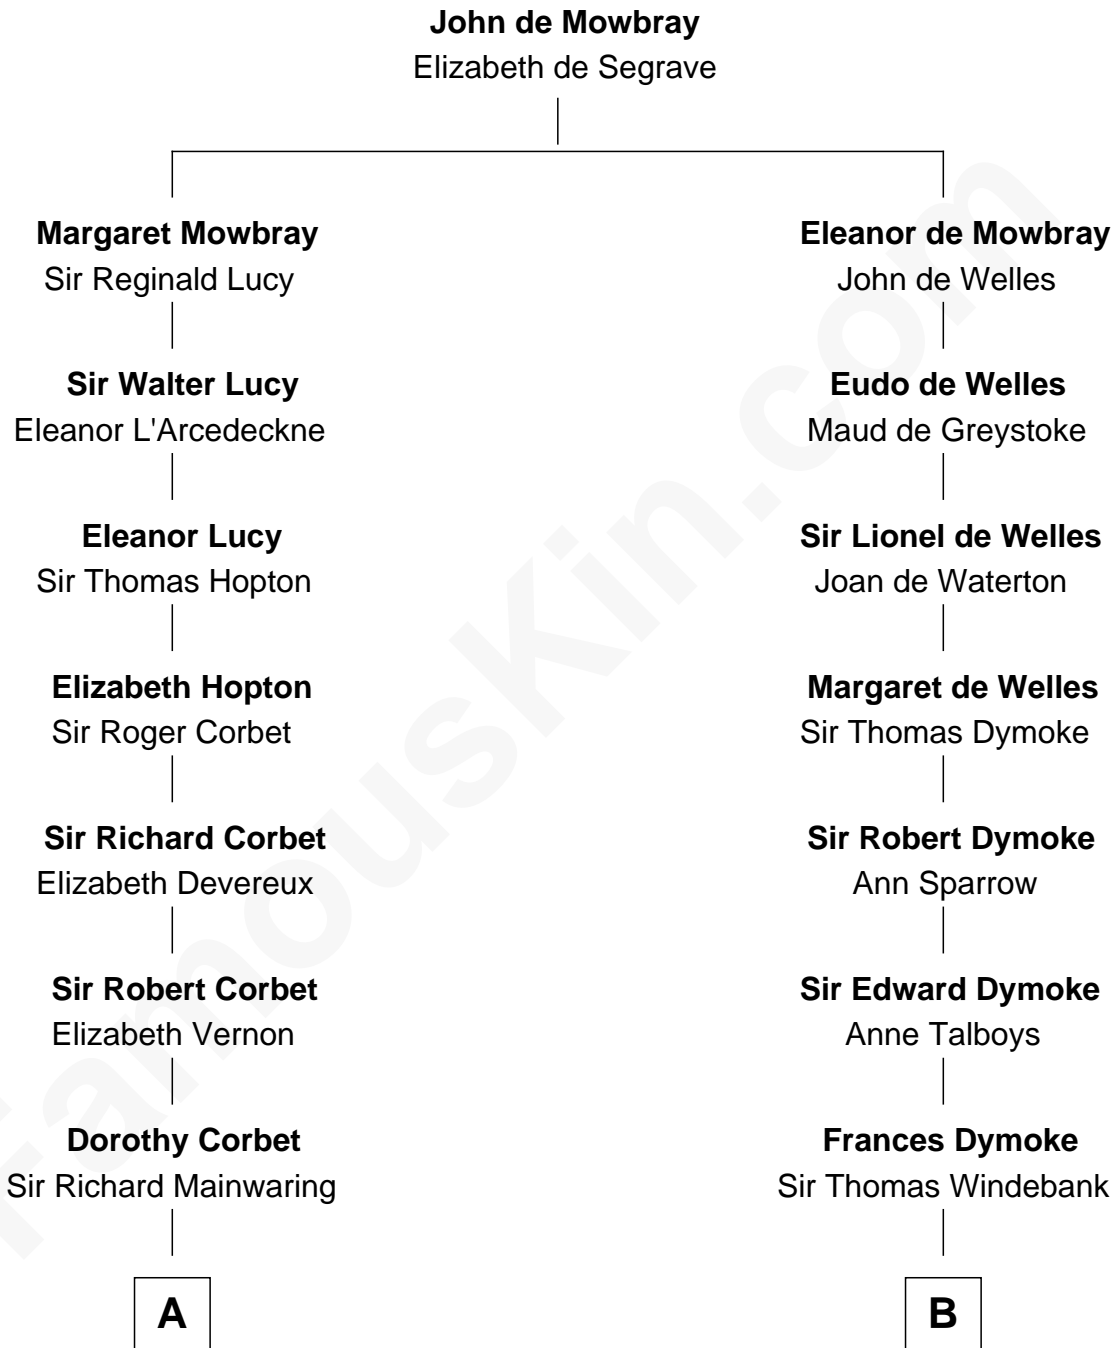 John de Mowbray
Elizabeth de Segrave
Margaret Mowbray
Sir Reginald Lucy
Sir Walter Lucy
Eleanor L'Arcedeckne
Eleanor Lucy
Sir Thomas Hopton
Elizabeth Hopton
Sir Roger Corbet
Sir Richard Corbet
Elizabeth Devereux
Sir Robert Corbet
Elizabeth Vernon
Dorothy Corbet
Sir Richard Mainwaring
A
Eleanor de Mowbray
John de Welles
Eudo de Welles
Maud de Greystoke
Sir Lionel de Welles
Joan de Waterton
Margaret de Welles
Sir Thomas Dymoke
Sir Robert Dymoke
Ann Sparrow
Sir Edward Dymoke
Anne Talboys
Frances Dymoke
Sir Thomas Windebank
B
FamousKin.com